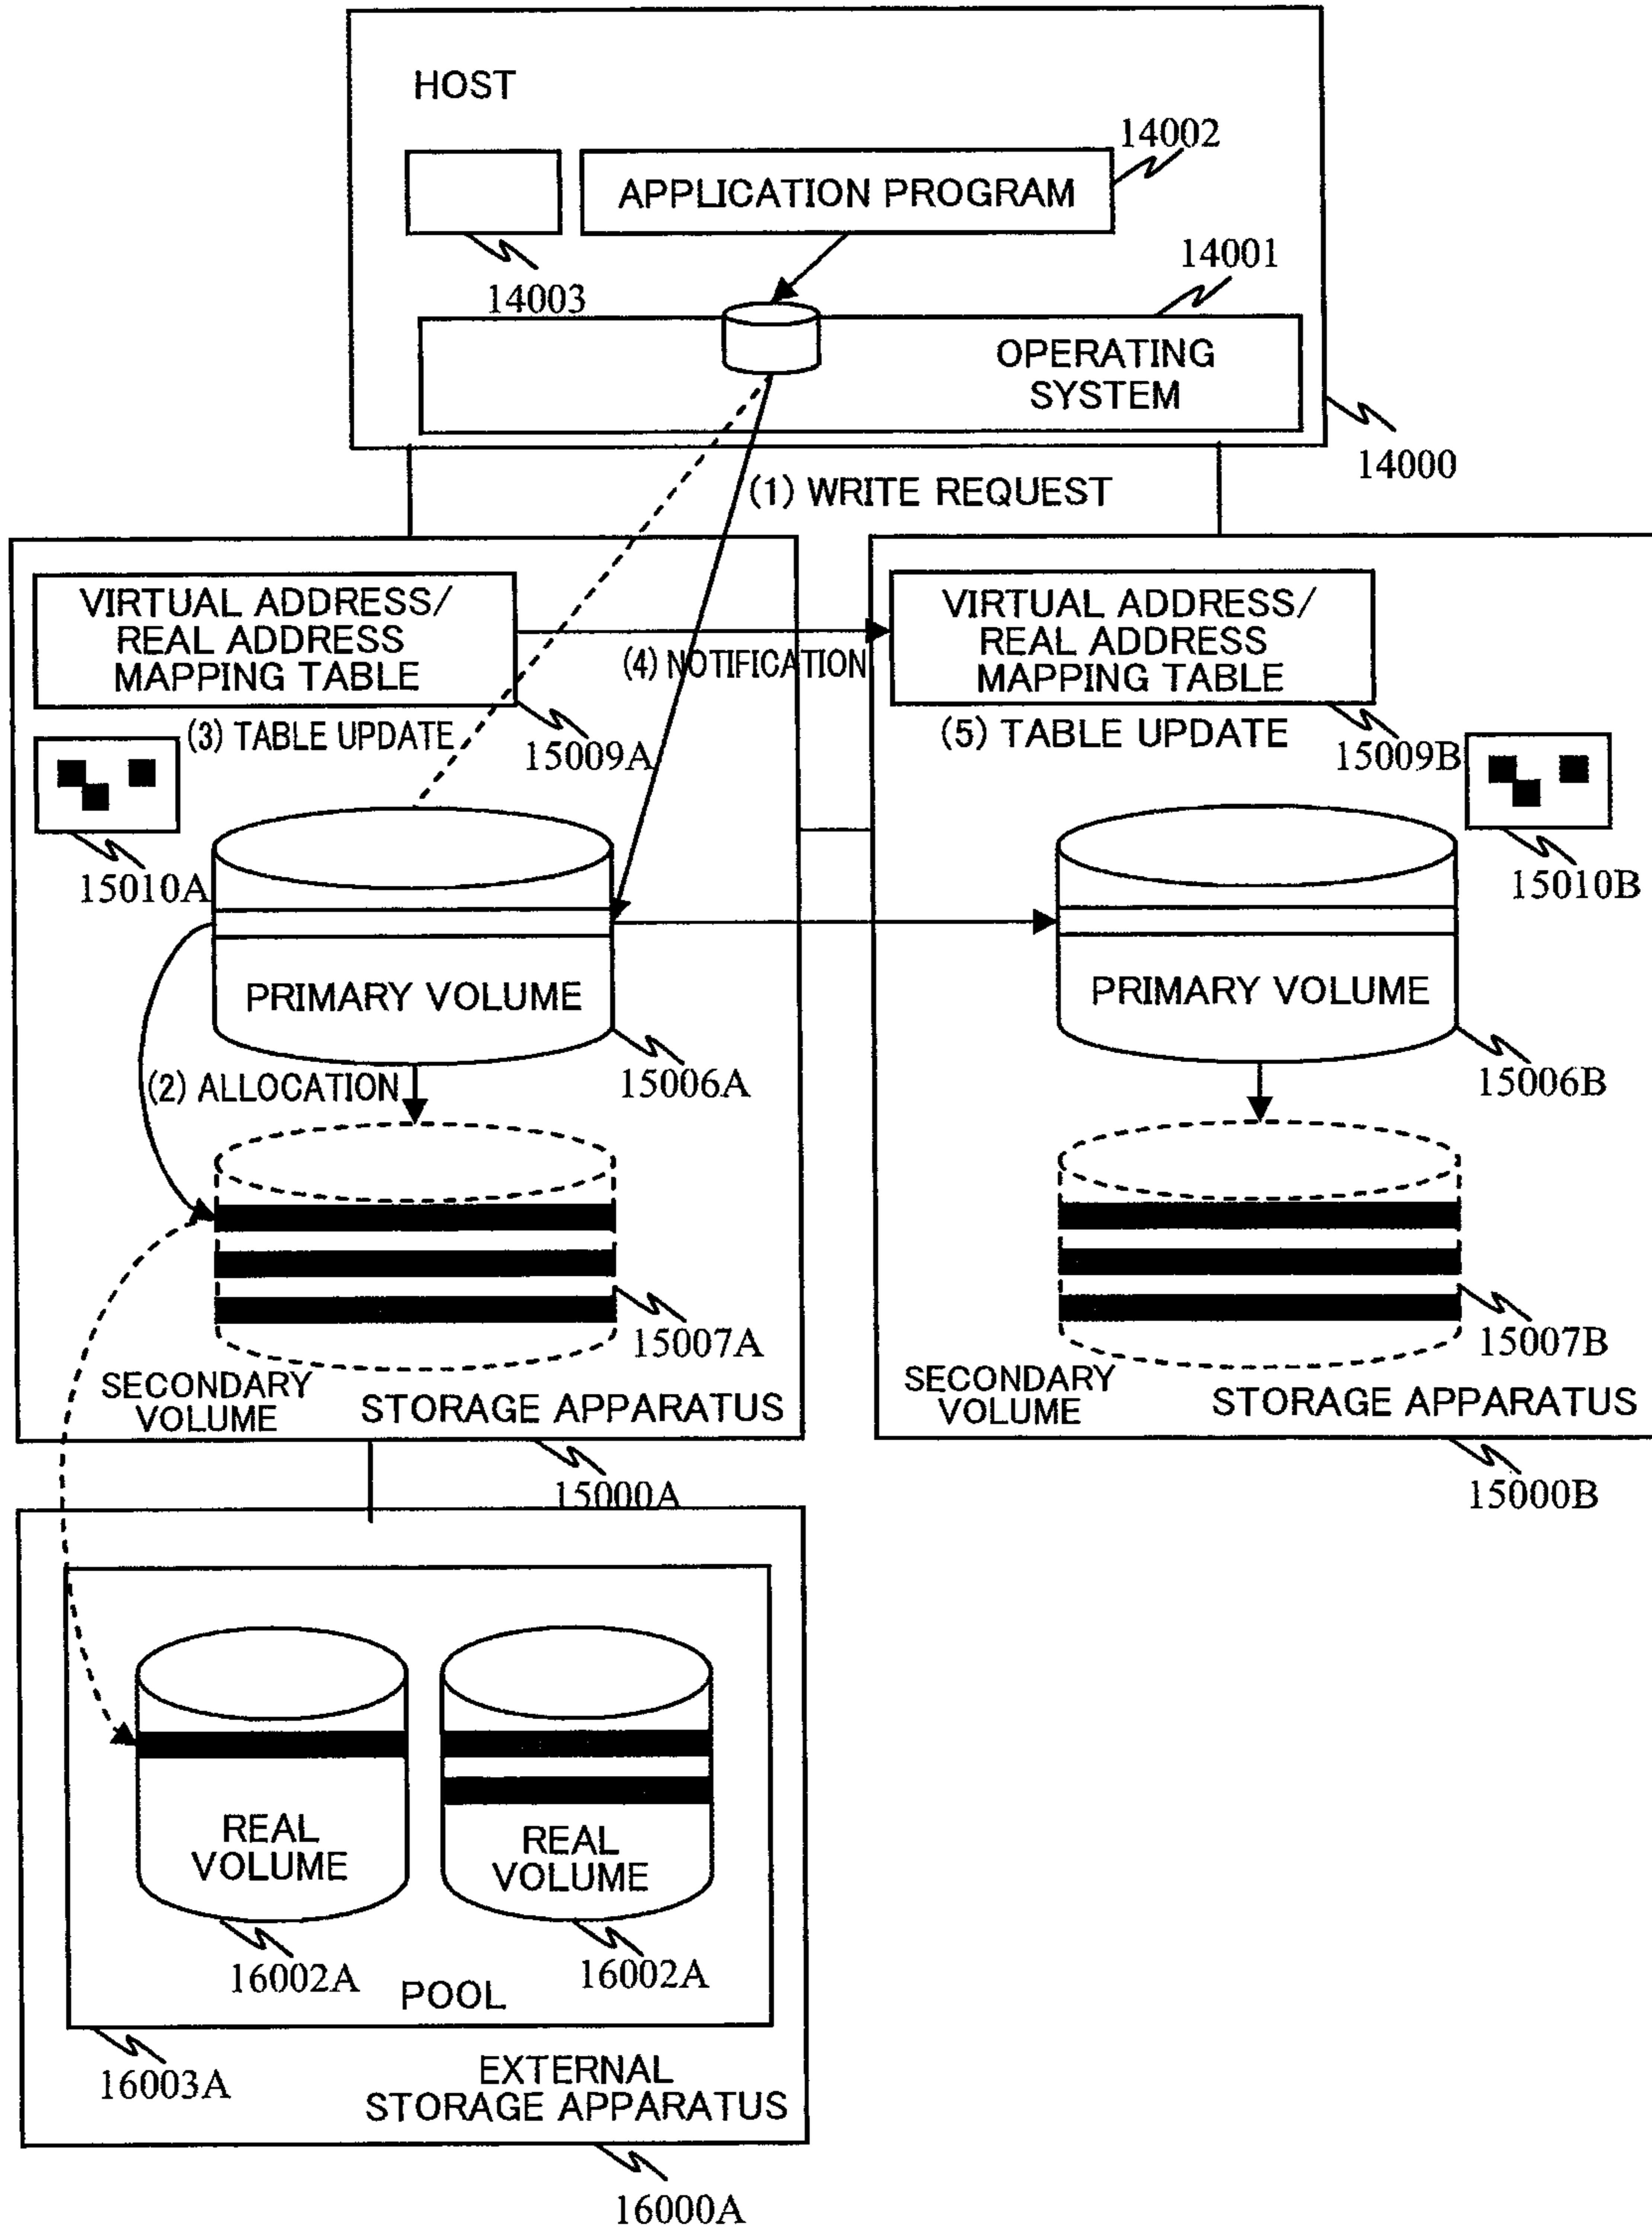 HOST
14002
APPLICATION PROGRAM
14001
14003
OPERATING
SYSTEM
14000
(1) WRITE REQUEST
VIRTUAL ADDRESS/
REAL ADDRESS
MAPPING TABLE
(4) NOTIFICATION
VIRTUAL ADDRESS/
REAL ADDRESS
MAPPING TABLE
(3) TABLE UPDATE
15009A
(5) TABLE UPDATE
15009B
15010A
15010B
PRIMARY VOLUME
PRIMARY VOLUME
(2) ALLOCATION
15006A
15006B
15007A
15007B
SECONDARY
VOLUME
STORAGE APPARATUS
SECONDARY
VOLUME
STORAGE APPARATUS
15000A
15000B
REAL
VOLUME
REAL
VOLUME
16002A
16002A
POOL
16003A
EXTERNAL
STORAGE APPARATUS
16000A